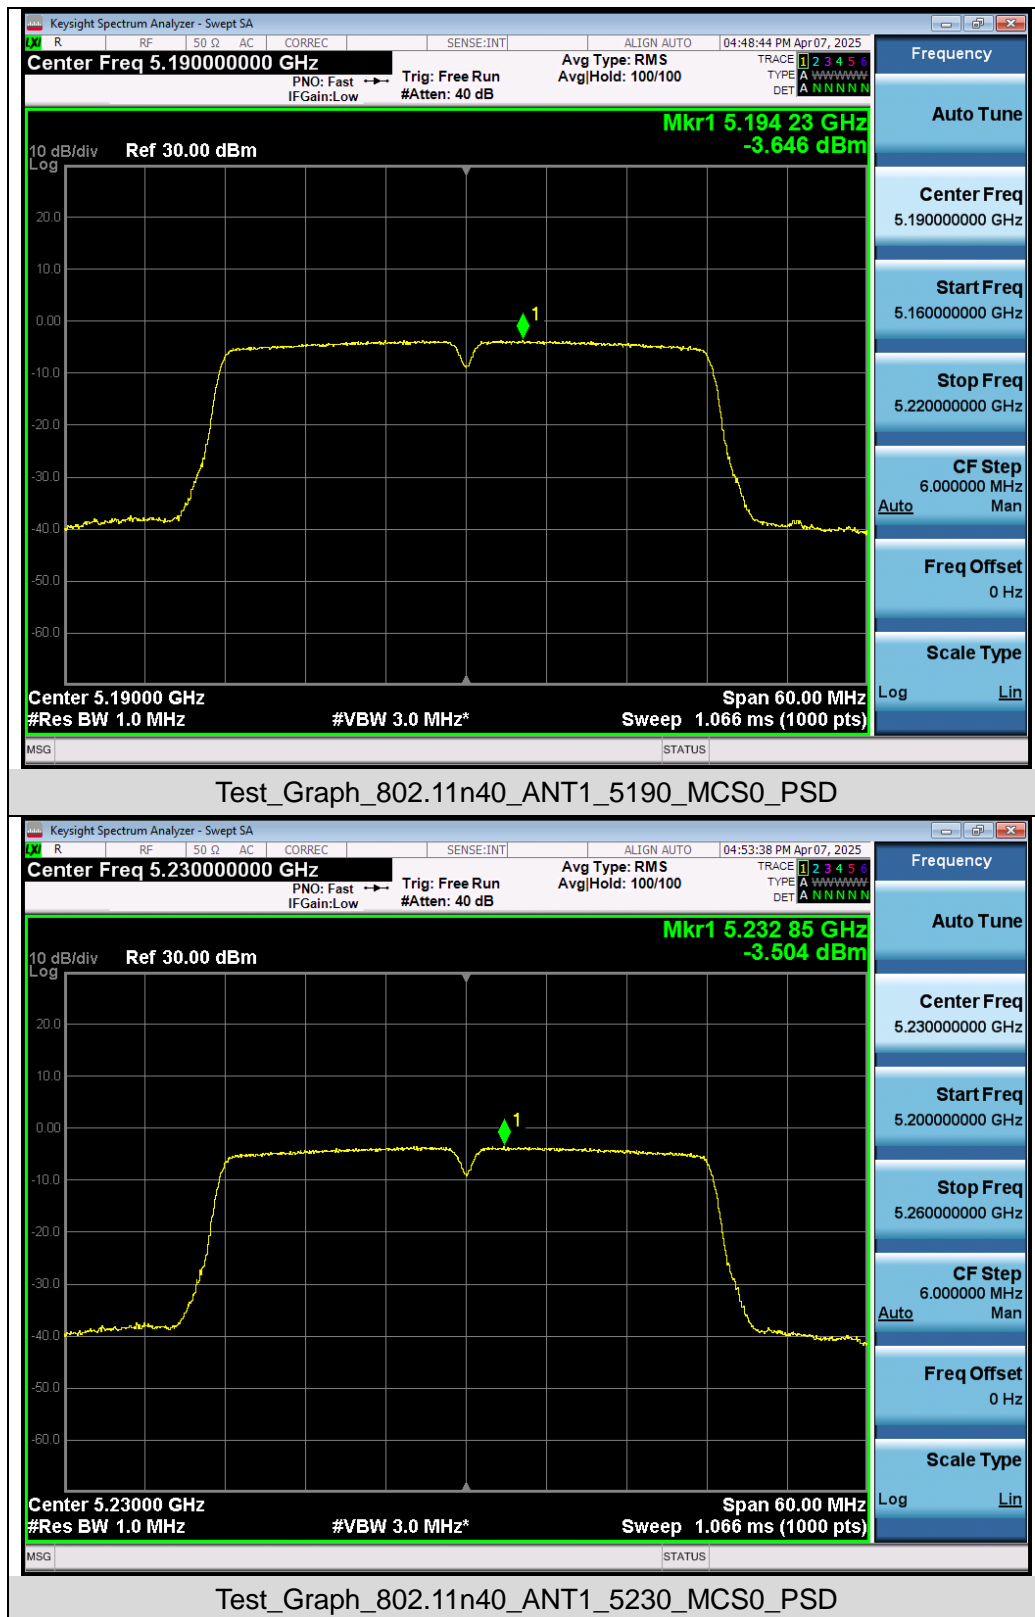 Keysight Spectrum Analyzer - Swept SA
LXI R RF 50 Ω AC CORREC SENSE:INT ALIGN AUTO 04:48:44 PM Apr 07, 2025
Center Freq 5.190000000 GHz
PNO: Fast
IFGain:Low
Trig: Free Run
#Atten: 40 dB
Avg Type: RMS
Avg|Hold: 100/100
TRACE 1 2 3 4 5 6
TYPE A WWWWW
DET A N N N N N
Mkr1 5.194 23 GHz
-3.646 dBm
10 dB/div Ref 30.00 dBm
Log
20.0
10.0
0.00
-10.0
-20.0
-30.0
-40.0
-50.0
-60.0
1
Center 5.19000 GHz Span 60.00 MHz
#Res BW 1.0 MHz #VBW 3.0 MHz* Sweep 1.066 ms (1000 pts)
MSG STATUS
Frequency
Auto Tune
Center Freq
5.190000000 GHz
Start Freq
5.160000000 GHz
Stop Freq
5.220000000 GHz
CF Step
6.000000 MHz
Auto Man
Freq Offset
0 Hz
Scale Type
Log Lin
Test_Graph_802.11n40_ANT1_5190_MCS0_PSD
Keysight Spectrum Analyzer - Swept SA
LXI R RF 50 Ω AC CORREC SENSE:INT ALIGN AUTO 04:53:38 PM Apr 07, 2025
Center Freq 5.230000000 GHz
PNO: Fast
IFGain:Low
Trig: Free Run
#Atten: 40 dB
Avg Type: RMS
Avg|Hold: 100/100
TRACE 1 2 3 4 5 6
TYPE A WWWWW
DET A N N N N N
Mkr1 5.232 85 GHz
-3.504 dBm
10 dB/div Ref 30.00 dBm
Log
20.0
10.0
0.00
-10.0
-20.0
-30.0
-40.0
-50.0
-60.0
1
Center 5.23000 GHz Span 60.00 MHz
#Res BW 1.0 MHz #VBW 3.0 MHz* Sweep 1.066 ms (1000 pts)
MSG STATUS
Frequency
Auto Tune
Center Freq
5.230000000 GHz
Start Freq
5.200000000 GHz
Stop Freq
5.260000000 GHz
CF Step
6.000000 MHz
Auto Man
Freq Offset
0 Hz
Scale Type
Log Lin
Test_Graph_802.11n40_ANT1_5230_MCS0_PSD